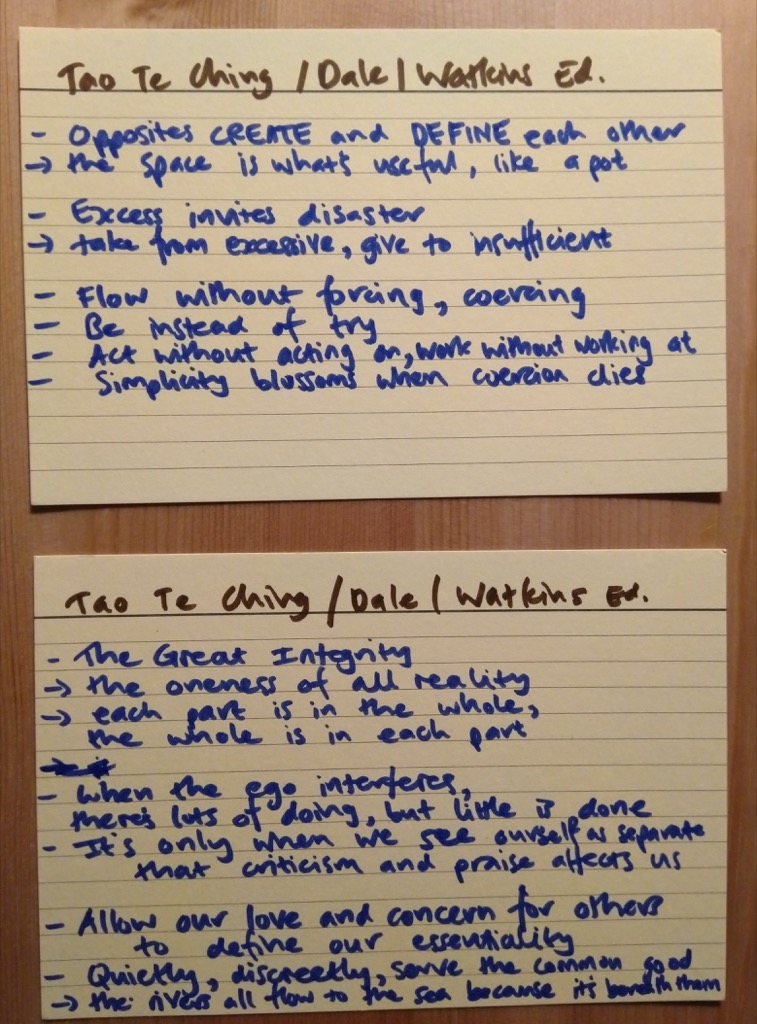 Tao Te Ching / Dale / Watkins Ed.
- Opposites CREATE and DEFINE each other
→ the space is what's useful, like a pot
- Excess invites disaster
→ take from excessive, give to insufficient
- Flow without forcing, coercing
- Be instead of try
- Act without acting on, work without working at
- Simplicity blossoms when coercion dies
Tao Te Ching / Dale / Watkins Ed.
- The Great Integrity
→ the oneness of all reality
→ each part is in the whole,
the whole is in each part
- When the ego interferes,
there's lots of doing, but little is done
- It's only when we see ourself as separate
that criticism and praise affects us
- Allow our love and concern for others
to define our essentiality
- Quietly, discreetly, serve the common good
→ the rivers all flow to the sea because it's beneath them